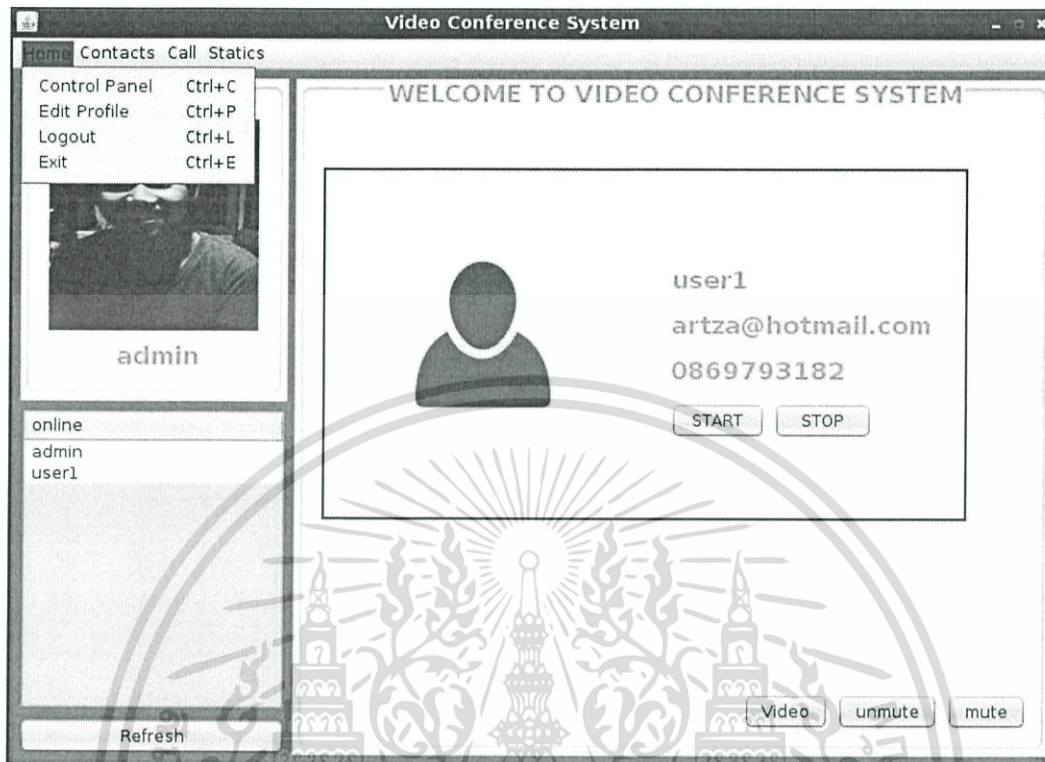 Video Conference System
Home Contacts Call Statics
Control Panel Ctrl+C
Edit Profile Ctrl+P
Logout Ctrl+L
Exit Ctrl+E
admin
online
admin
user1
Refresh
WELCOME TO VIDEO CONFERENCE SYSTEM
user1
artza@hotmail.com
0869793182
START STOP
Video unmute mute